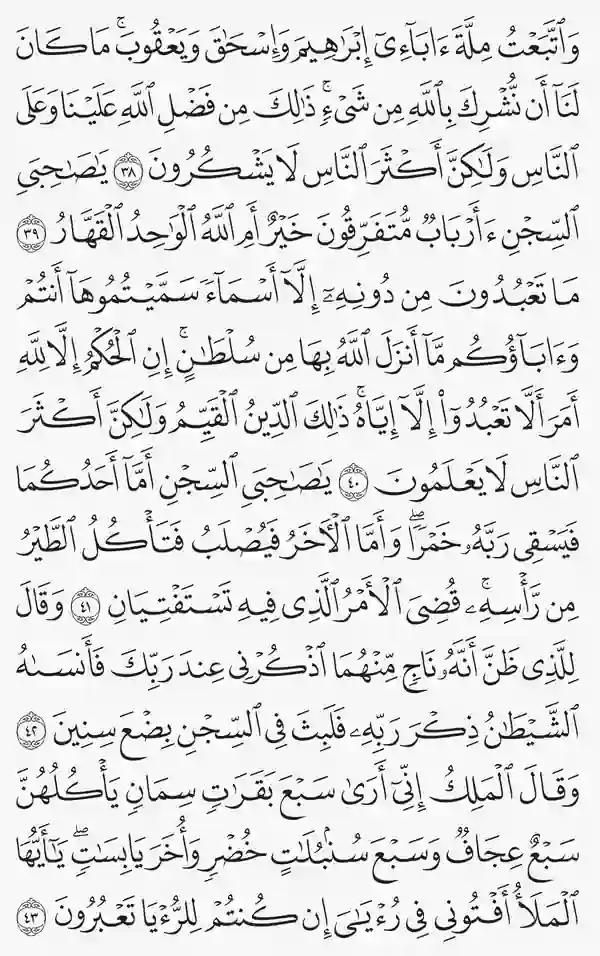 وَٱتَّبَعْتُ مِلَّةَ ءَابَآءِىٓ إِبْرَٰهِيمَ وَإِسْحَٰقَ وَيَعْقُوبَ ۚ مَا كَانَ
لَنَآ أَن نُّشْرِكَ بِٱللَّهِ مِن شَىْءٍ ۚ ذَٰلِكَ مِن فَضْلِ ٱللَّهِ عَلَيْنَا وَعَلَى
ٱلنَّاسِ وَلَٰكِنَّ أَكْثَرَ ٱلنَّاسِ لَا يَشْكُرُونَ ٣٨ يَٰصَٰحِبَىِ
ٱلسِّجْنِ ءَأَرْبَابٌ مُّتَفَرِّقُونَ خَيْرٌ أَمِ ٱللَّهُ ٱلْوَٰحِدُ ٱلْقَهَّارُ ٣٩
مَا تَعْبُدُونَ مِن دُونِهِۦٓ إِلَّآ أَسْمَآءً سَمَّيْتُمُوهَآ أَنتُمْ
وَءَابَآؤُكُم مَّآ أَنزَلَ ٱللَّهُ بِهَا مِن سُلْطَٰنٍ ۚ إِنِ ٱلْحُكْمُ إِلَّا لِلَّهِ ۚ
أَمَرَ أَلَّا تَعْبُدُوٓا۟ إِلَّآ إِيَّاهُ ۚ ذَٰلِكَ ٱلدِّينُ ٱلْقَيِّمُ وَلَٰكِنَّ أَكْثَرَ
ٱلنَّاسِ لَا يَعْلَمُونَ ٤٠ يَٰصَٰحِبَىِ ٱلسِّجْنِ أَمَّآ أَحَدُكُمَا
فَيَسْقِى رَبَّهُۥ خَمْرًا ۖ وَأَمَّا ٱلْءَاخَرُ فَيُصْلَبُ فَتَأْكُلُ ٱلطَّيْرُ
مِن رَّأْسِهِۦ ۚ قُضِىَ ٱلْأَمْرُ ٱلَّذِى فِيهِ تَسْتَفْتِيَانِ ٤١ وَقَالَ
لِلَّذِى ظَنَّ أَنَّهُۥ نَاجٍ مِّنْهُمَا ٱذْكُرْنِى عِندَ رَبِّكَ فَأَنسَىٰهُ
ٱلشَّيْطَٰنُ ذِكْرَ رَبِّهِۦ فَلَبِثَ فِى ٱلسِّجْنِ بِضْعَ سِنِينَ ٤٢
وَقَالَ ٱلْمَلِكُ إِنِّىٓ أَرَىٰ سَبْعَ بَقَرَٰتٍ سِمَانٍ يَأْكُلُهُنَّ
سَبْعٌ عِجَافٌ وَسَبْعَ سُنۢبُلَٰتٍ خُضْرٍ وَأُخَرَ يَابِسَٰتٍ ۖ يَٰٓأَيُّهَا
ٱلْمَلَأُ أَفْتُونِى فِى رُءْيَٰىَ إِن كُنتُمْ لِلرُّءْيَا تَعْبُرُونَ ٤٣